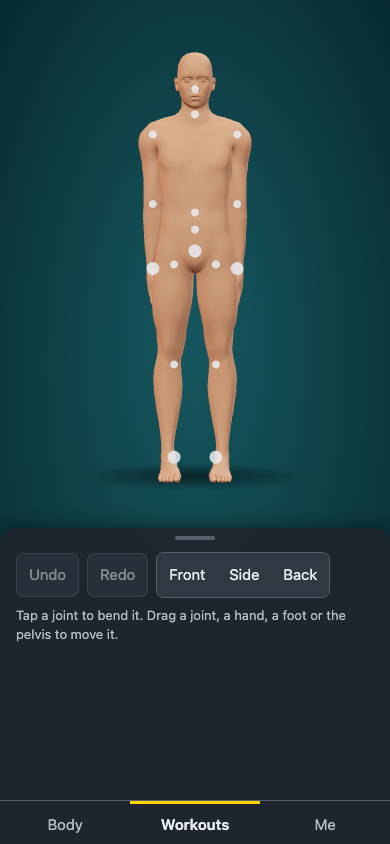 Undo Redo Front Side Back
Tap a joint to bend it. Drag a joint, a hand, a foot or the
pelvis to move it.
Body Workouts Me